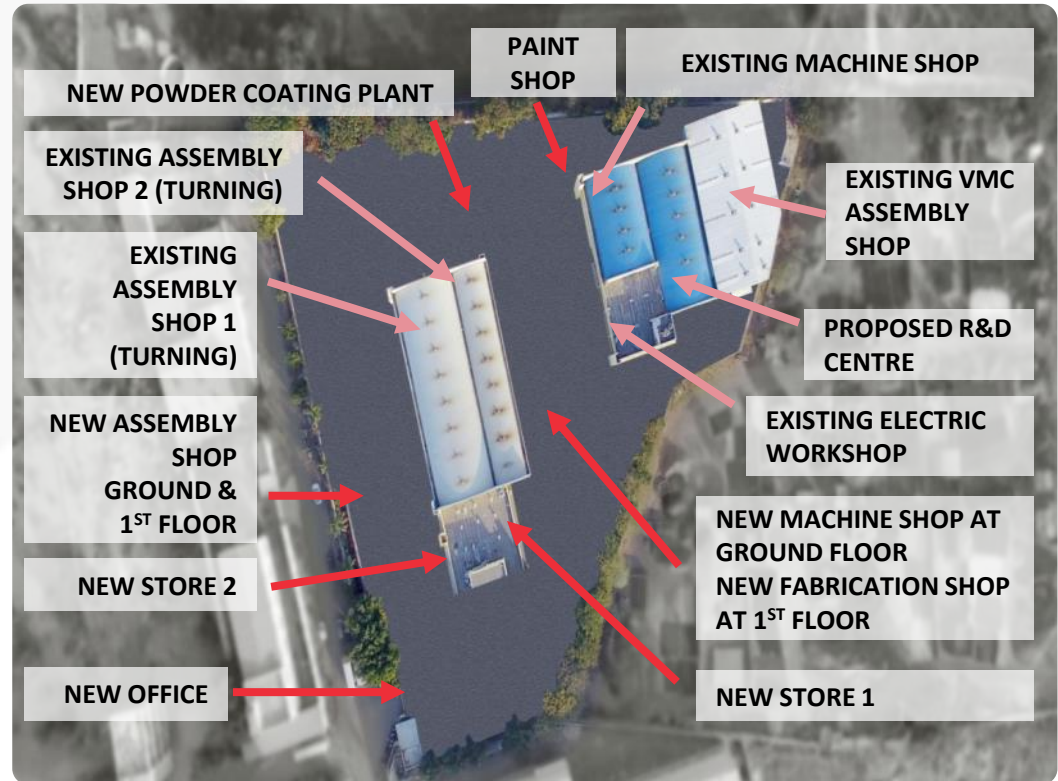 PAINT
SHOP
EXISTING MACHINE SHOP
NEW POWDER COATING PLANT
EXISTING ASSEMBLY
SHOP 2 (TURNING)
EXISTING VMC
ASSEMBLY
SHOP
EXISTING
ASSEMBLY
SHOP 1
(TURNING)
PROPOSED R&D
CENTRE
NEW ASSEMBLY
SHOP
GROUND &
1ST FLOOR
EXISTING ELECTRIC
WORKSHOP
NEW MACHINE SHOP AT
GROUND FLOOR
NEW FABRICATION SHOP
AT 1ST FLOOR
NEW STORE 2
NEW OFFICE
NEW STORE 1